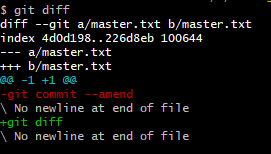 $ git diff
diff --git a/master.txt b/master.txt
index 4d0d198..226d8eb 100644
--- a/master.txt
+++ b/master.txt
@@ -1 +1 @@
-git commit --amend
\ No newline at end of file
+git diff
\ No newline at end of file